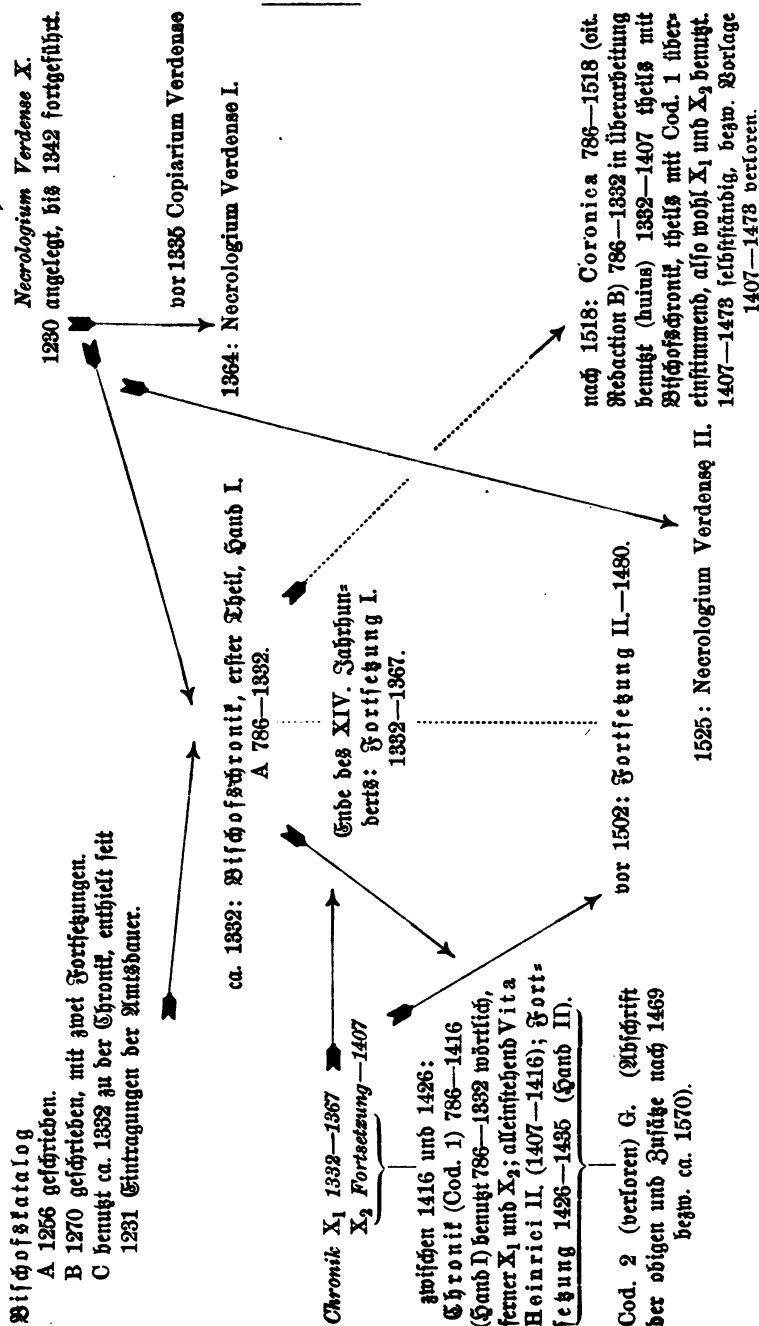 Bischofskatalog
A 1256 geschrieben.
B 1270 geschrieben, mit zwei Fortsetzungen.
C benutzt ca. 1332 zu der Chronik, enthielt seit
1231 Eintragungen der Amtsdauer.
Necrologium Verdense X.
1230 angelegt, bis 1342 fortgeführt.
vor 1335 Copiarium Verdense
1364: Necrologium Verdense I.
ca. 1332: Bischofschronik, erster Theil, Hand I.
A 786—1332.
Ende des XIV. Jahrhun-
derts: Fortsetzung I.
1332—1367.
Chronik X₁ 1332—1367
X₂ Fortsetzung—1407
zwischen 1416 und 1426:
Chronik (Cod. 1) 786—1416
(Hand I) benutzt 786—1332 wörtlich,
ferner X₁ und X₂; alleinstehend Vita
Heinrici II. (1407—1416); Fort-
setzung 1426—1435 (Hand II).
Cod. 2 (verloren) G. (Abschrift
der obigen und Zusätze nach 1469
bezw. ca. 1570).
vor 1502: Fortsetzung II.—1480.
1525: Necrologium Verdense II.
nach 1518: Coronica 786—1518 (cit.
Redaction B) 786—1332 in Überarbeitung
benutzt (huius) 1332—1407 theils mit
Bischofschronik, theils mit Cod. 1 über-
einstimmend, also wohl X₁ und X₂ benutzt.
1407—1473 selbstständig, bezw. Vorlage
1407—1473 verloren.